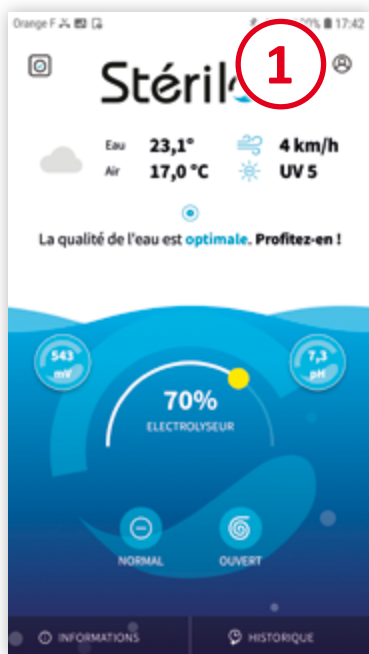 Orange F 17:42
Stéril
1
Eau 23,1° 4 km/h
Air 17,0 °C UV 5
La qualité de l'eau est optimale. Profitez-en !
543 mV
7,3 pH
70%
ELECTROLYSEUR
NORMAL OUVERT
INFORMATIONS HISTORIQUE